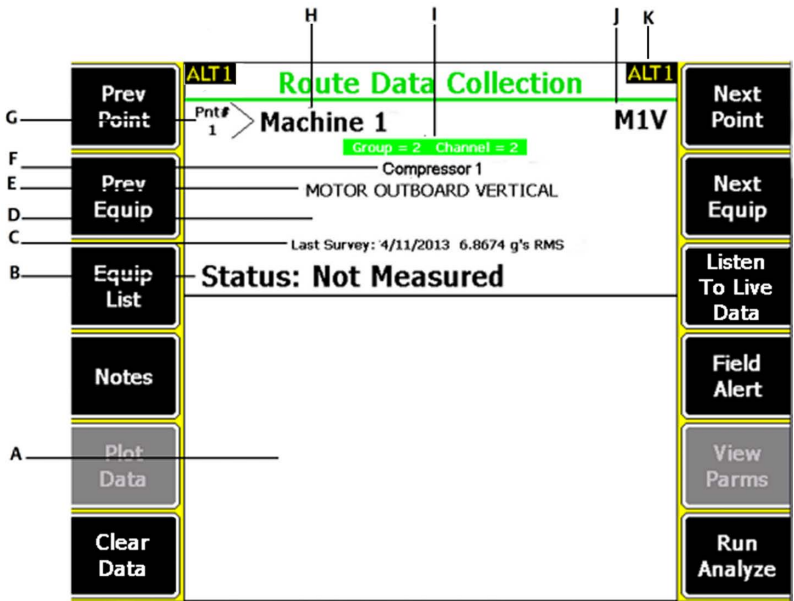 H I J K
ALT1 Route Data Collection ALT1
Prev
Point
Next
Point
G
Pnt#
1
Machine 1 M1V
Group = 2 Channel = 2
F
Compressor 1
E
Prev
Equip
MOTOR OUTBOARD VERTICAL
Next
Equip
D
C
Last Survey: 4/11/2013 6.8674 g's RMS
B
Equip
List
Status: Not Measured
Listen
To Live
Data
Notes
Field
Alert
A
Plot
Data
View
Parms
Clear
Data
Run
Analyze